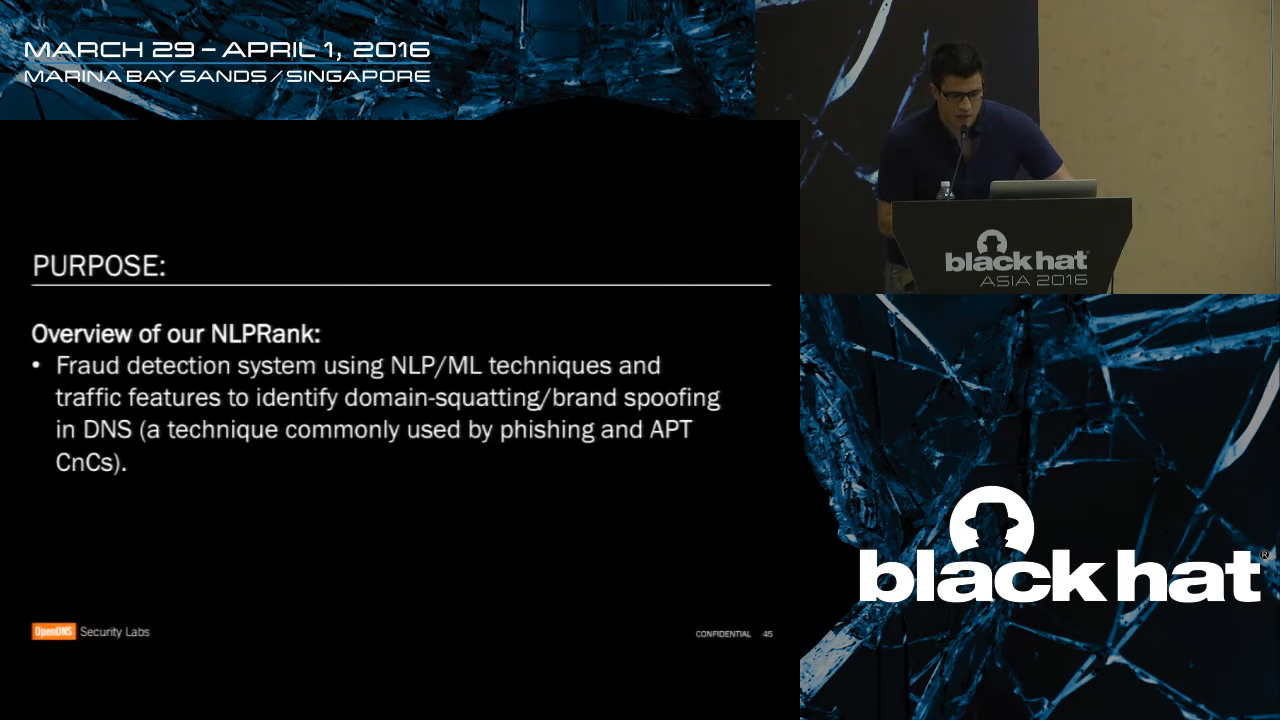 MARCH 29 – APRIL 1, 2016
MARINA BAY SANDS / SINGAPORE
PURPOSE:
Overview of our NLPRank:
• Fraud detection system using NLP/ML techniques and
traffic features to identify domain-squatting/brand spoofing
in DNS (a technique commonly used by phishing and APT
CnCs).
OpenDNS Security Labs
CONFIDENTIAL 45
black hat
ASIA 2016
black hat®